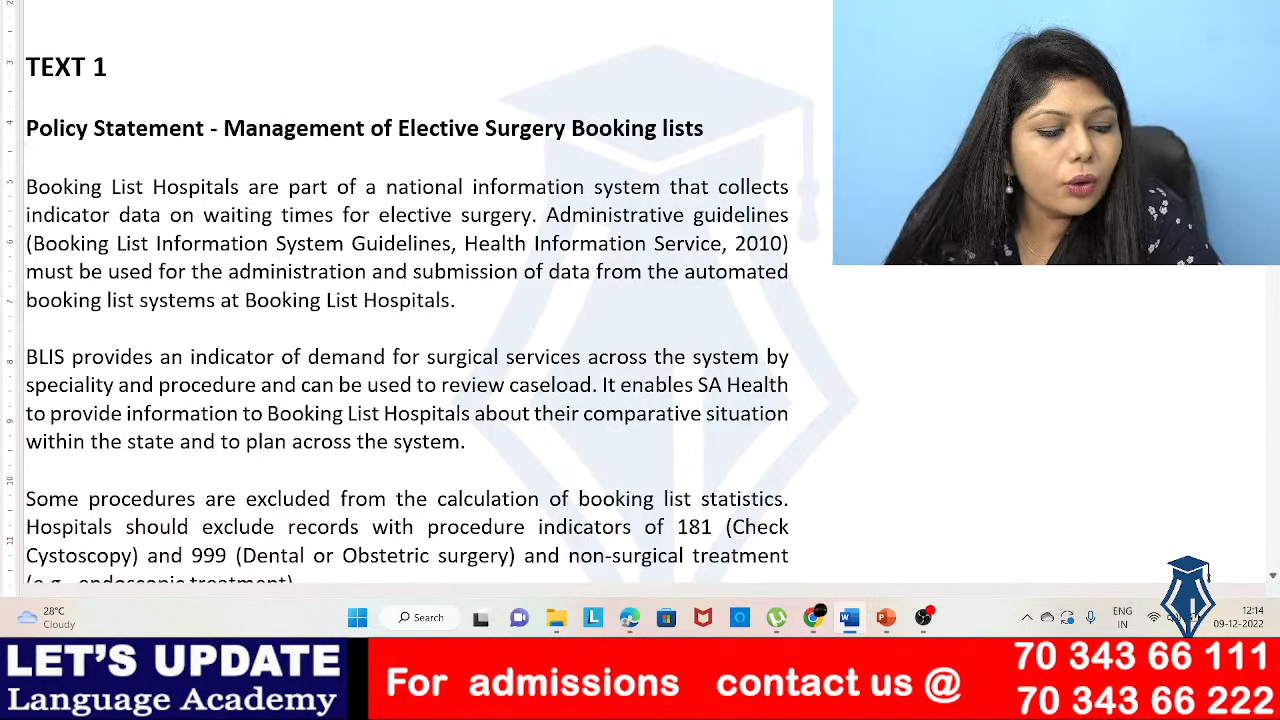 TEXT 1
Policy Statement - Management of Elective Surgery Booking lists
Booking List Hospitals are part of a national information system that collects
indicator data on waiting times for elective surgery. Administrative guidelines
(Booking List Information System Guidelines, Health Information Service, 2010)
must be used for the administration and submission of data from the automated
booking list systems at Booking List Hospitals.
BLIS provides an indicator of demand for surgical services across the system by
speciality and procedure and can be used to review caseload. It enables SA Health
to provide information to Booking List Hospitals about their comparative situation
within the state and to plan across the system.
Some procedures are excluded from the calculation of booking list statistics.
Hospitals should exclude records with procedure indicators of 181 (Check
Cystoscopy) and 999 (Dental or Obstetric surgery) and non-surgical treatment
(e.g., endoscopic treatment)
28°C
Cloudy
Search
ENG
IN
12:14
09-12-2022
LET'S UPDATE
Language Academy
For admissions contact us @
70 343 66 111
70 343 66 222